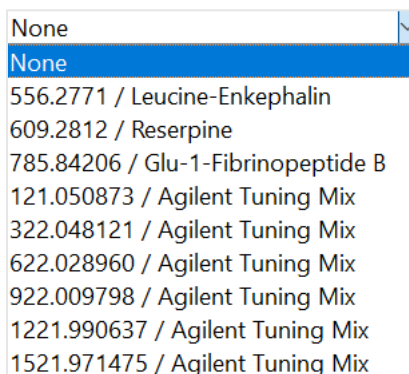 None
None
556.2771 / Leucine-Enkephalin
609.2812 / Reserpine
785.84206 / Glu-1-Fibrinopeptide B
121.050873 / Agilent Tuning Mix
322.048121 / Agilent Tuning Mix
622.028960 / Agilent Tuning Mix
922.009798 / Agilent Tuning Mix
1221.990637 / Agilent Tuning Mix
1521.971475 / Agilent Tuning Mix